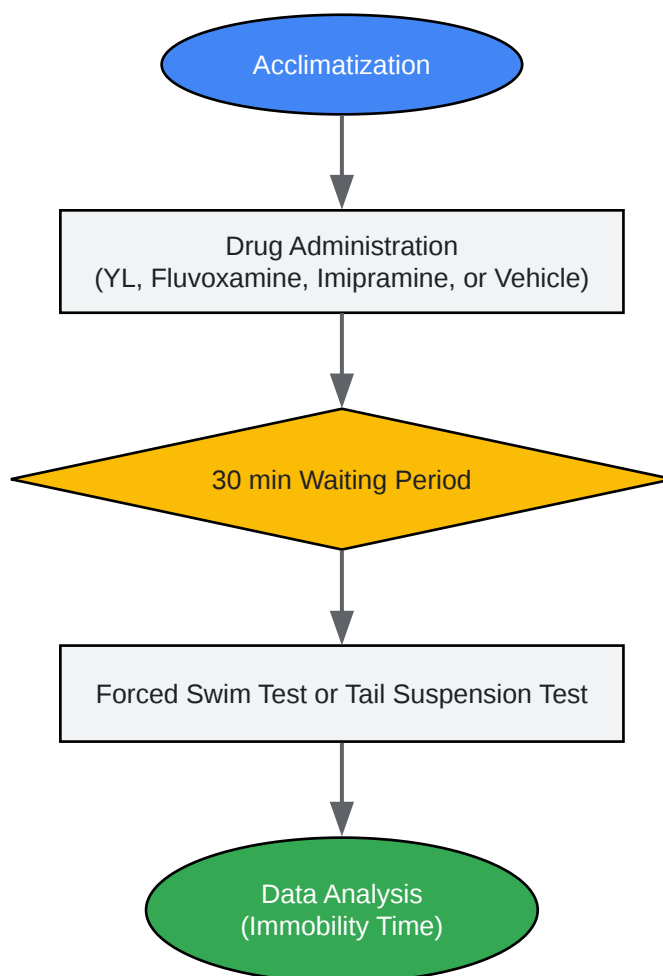 Acclimatization
Drug Administration
(YL, Fluvoxamine, Imipramine, or Vehicle)
30 min Waiting Period
Forced Swim Test or Tail Suspension Test
Data Analysis
(Immobility Time)